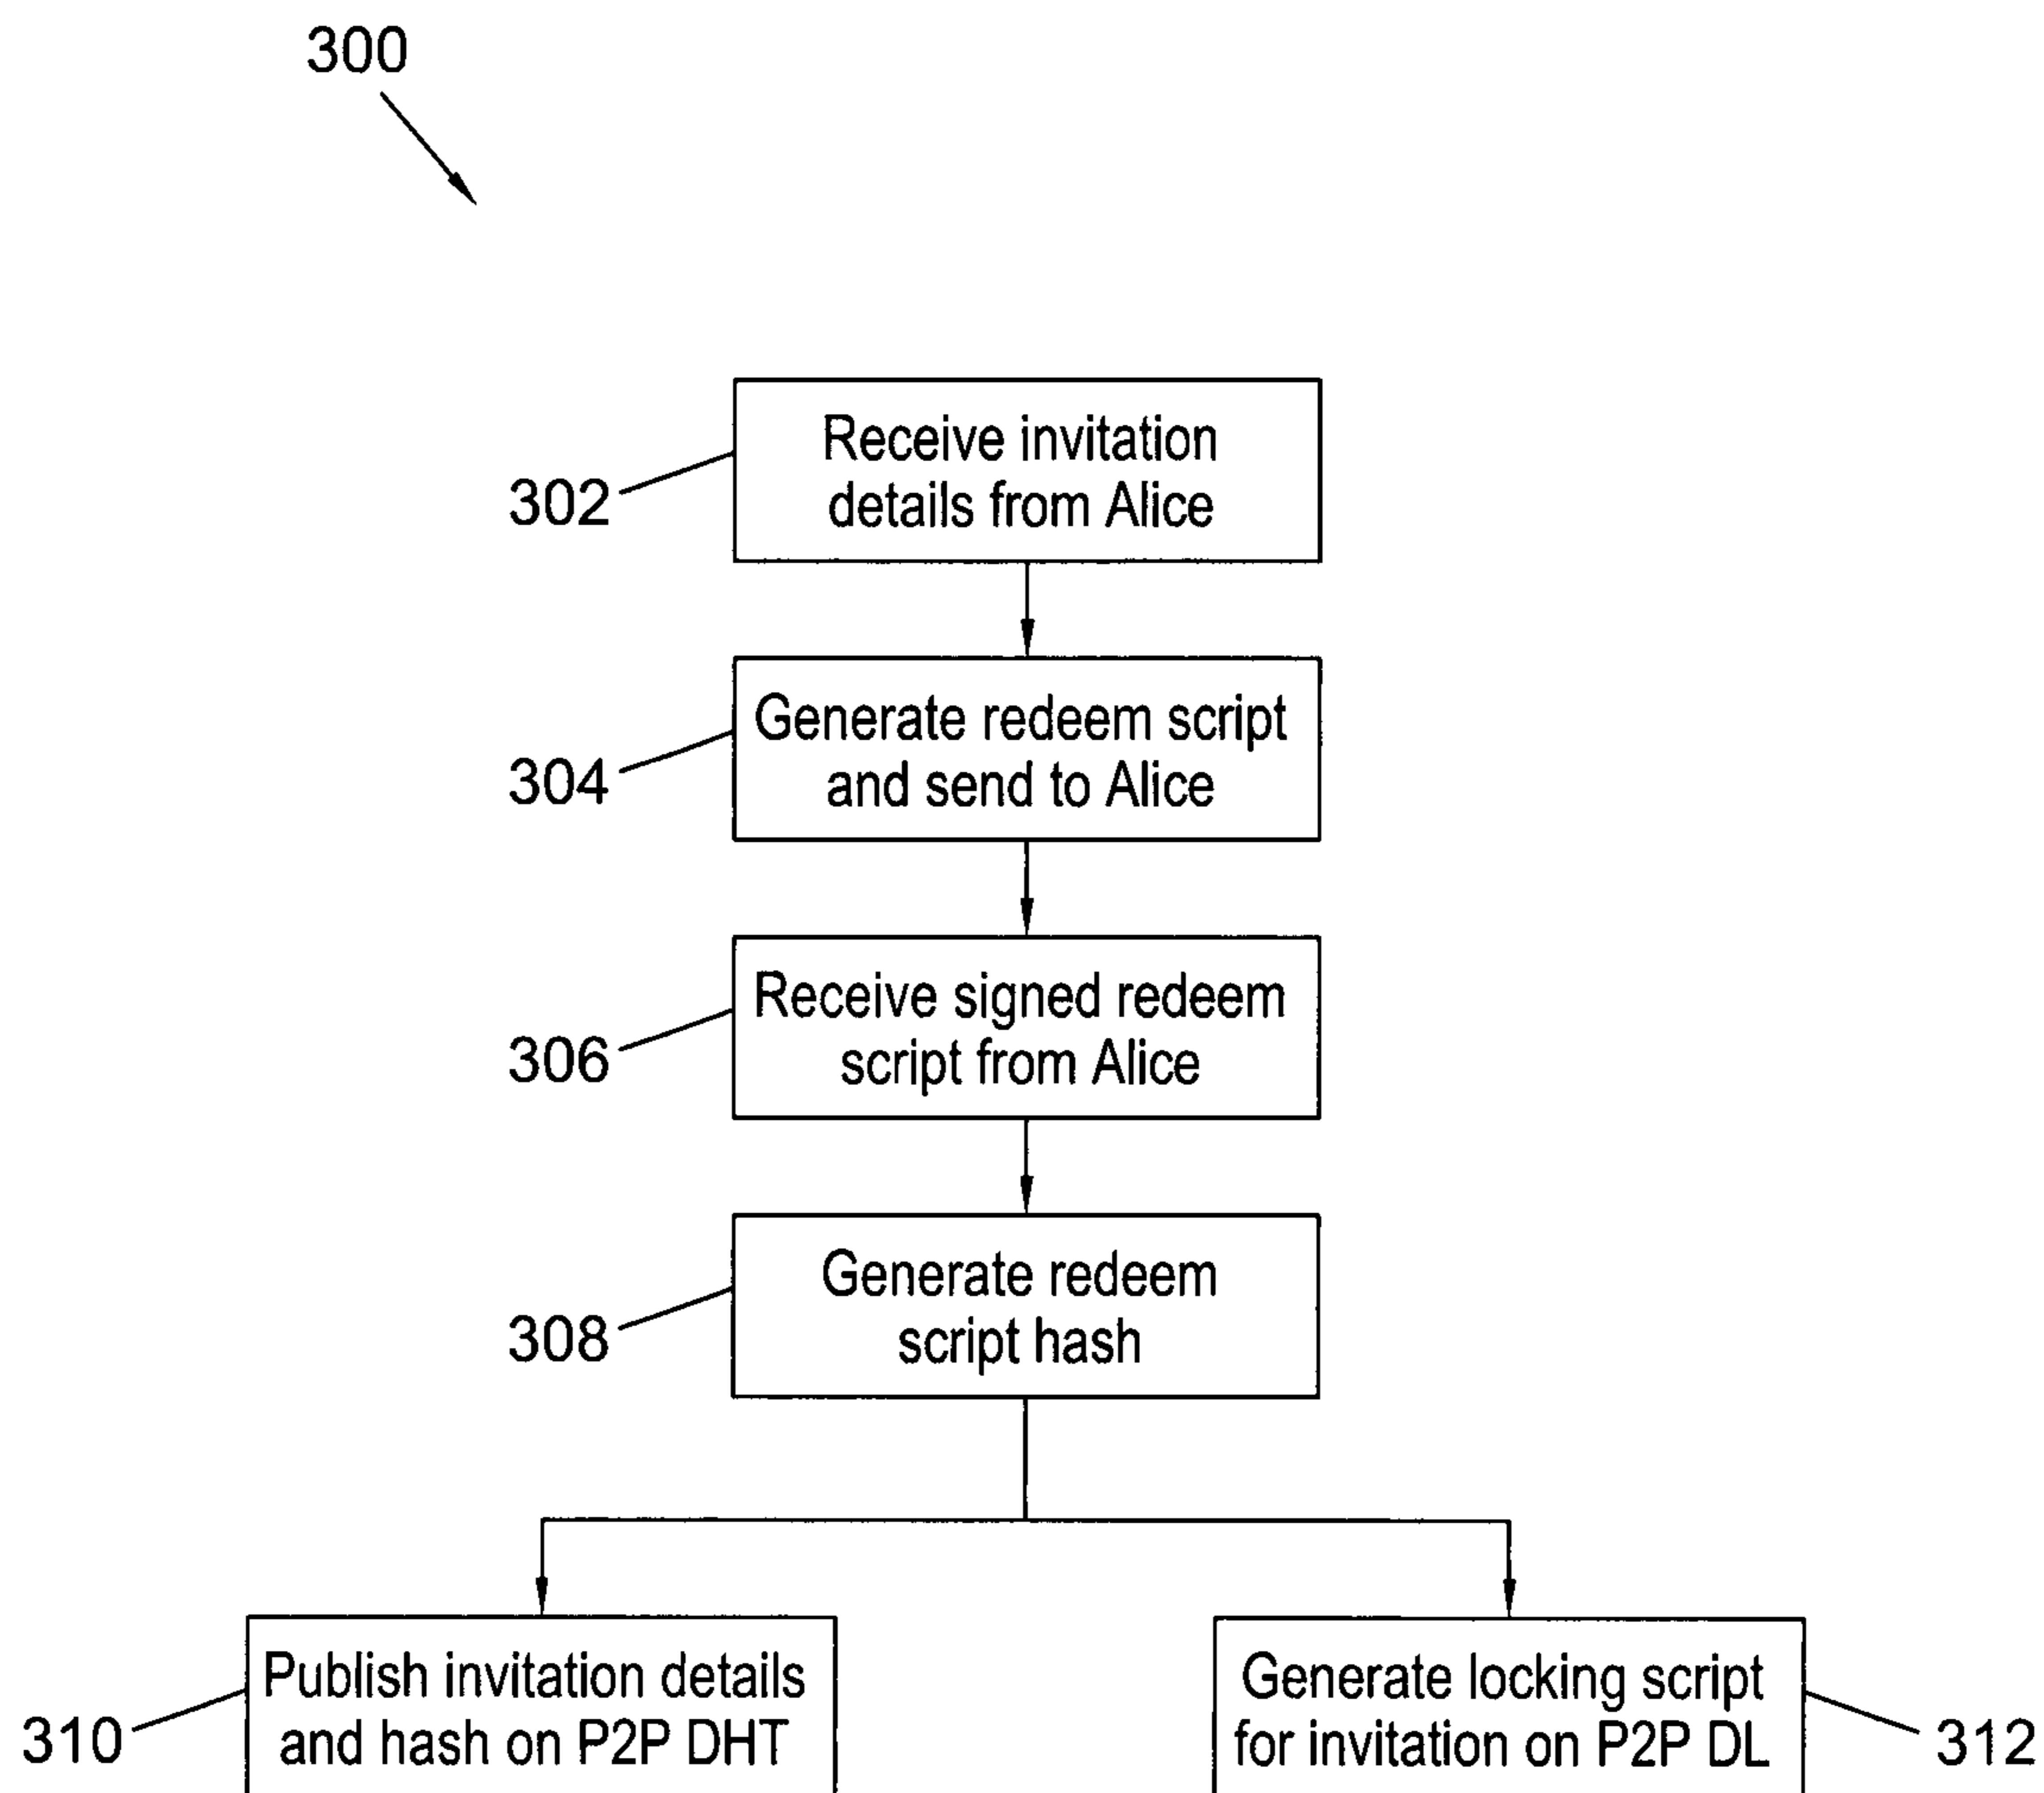 300
Receive invitation
details from Alice
302
Generate redeem script
and send to Alice
304
Receive signed redeem
script from Alice
306
Generate redeem
script hash
308
Publish invitation details
and hash on P2P DHT
310
Generate locking script
for invitation on P2P DL
312